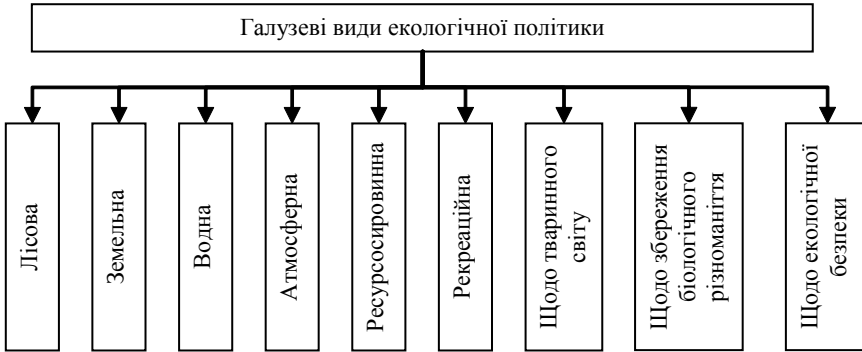 Галузеві види екологічної політики
Лісова
Земельна
Водна
Атмосферна
Ресурсосировинна
Рекреаційна
Щодо тваринного
світу
Щодо збереження
біологічного
різноманіття
Щодо екологічної
безпеки